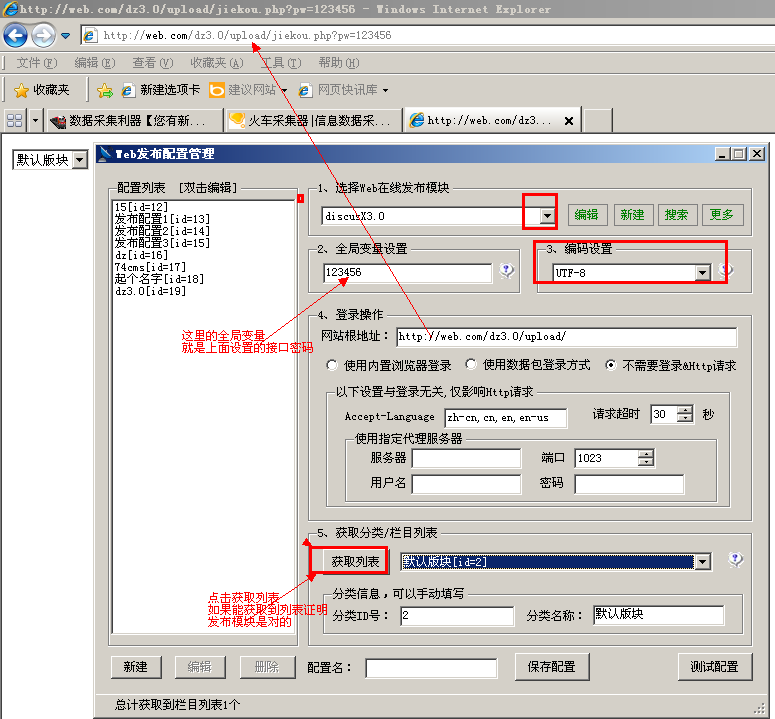 http://web.com/dz3.0/upload/jiekou.php?pw=123456 - Windows Internet Explorer
http://web.com/dz3.0/upload/jiekou.php?pw=123456
文件(F) 编辑(E) 查看(V) 收藏夹(A) 工具(T) 帮助(H)
收藏夹 新建选项卡 建议网站 网页快讯库
数据采集利器【您有新... 火车采集器|信息数据采... http://web.com/dz3...
默认版块
Web发布配置管理
配置列表 [双击编辑]
15[id=12]
发布配置1[id=13]
发布配置2[id=14]
发布配置3[id=15]
dz[id=16]
74cms[id=17]
起个名字[id=18]
dz3.0[id=19]
1、选择Web在线发布模块
discusX3.0 编辑 新建 搜索 更多
2、全局变量设置 3、编码设置
123456 UTF-8
这里的全局变量
就是上面设置的接口密码
4、登录操作
网站根地址： http://web.com/dz3.0/upload/
使用内置浏览器登录 使用数据包登录方式 不需要登录&Http请求
以下设置与登录无关,仅影响Http请求
Accept-Language zh-cn,cn,en,en-us 请求超时 30 秒
使用指定代理服务器
服务器 端口 1023
用户名 密码
5、获取分类/栏目列表
获取列表 默认版块[id=2]
点击获取列表
如果能获取到列表证明
发布模块是对的
分类信息，可以手动填写
分类ID号： 2 分类名称： 默认版块
新建 编辑 删除 配置名： 保存配置 测试配置
总计获取到栏目列表1个